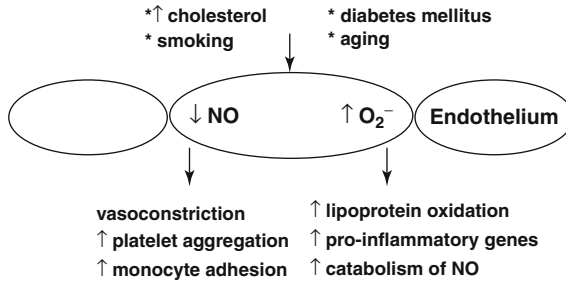 *↑ cholesterol * diabetes mellitus
* smoking * aging
↓ NO ↑ O₂⁻ Endothelium
vasoconstriction ↑ lipoprotein oxidation
↑ platelet aggregation ↑ pro-inflammatory genes
↑ monocyte adhesion ↑ catabolism of NO